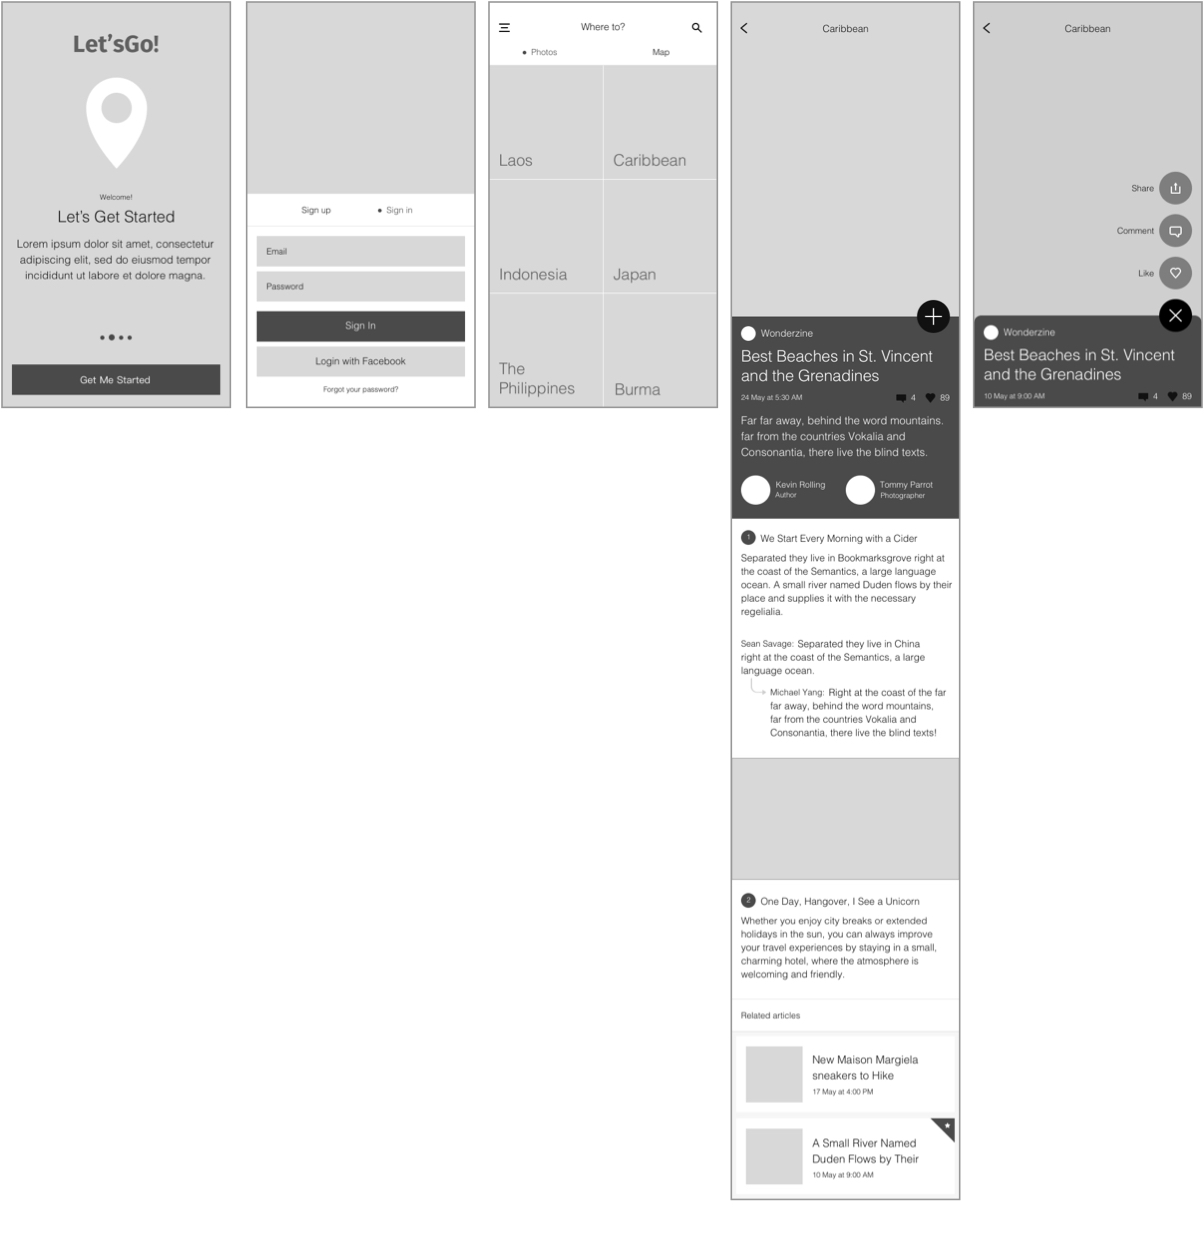 Let'sGo!
Welcome!
Let's Get Started
Lorem ipsum dolor sit amet, consectetur
adipiscing elit, sed do eiusmod tempor
incididunt ut labore et dolore magna.
Get Me Started
Sign up
Sign in
Email
Password
Sign In
Login with Facebook
Forgot your password?
Where to?
Photos
Map
Laos
Caribbean
Indonesia
Japan
The
Philippines
Burma
Caribbean
Wonderzine
Best Beaches in St. Vincent
and the Grenadines
24 May at 5:30 AM
4
89
Far far away, behind the word mountains.
far from the countries Vokalia and
Consonantia, there live the blind texts.
Kevin Rolling
Author
Tommy Parrot
Photographer
1 We Start Every Morning with a Cider
Separated they live in Bookmarksgrove right at
the coast of the Semantics, a large language
ocean. A small river named Duden flows by their
place and supplies it with the necessary
regelialia.
Sean Savage: Separated they live in China
right at the coast of the Semantics, a large
language ocean.
Michael Yang: Right at the coast of the far
far away, behind the word mountains,
far from the countries Vokalia and
Consonantia, there live the blind texts!
2 One Day, Hangover, I See a Unicorn
Whether you enjoy city breaks or extended
holidays in the sun, you can always improve
your travel experiences by staying in a small,
charming hotel, where the atmosphere is
welcoming and friendly.
Related articles
New Maison Margiela
sneakers to Hike
17 May at 4:00 PM
A Small River Named
Duden Flows by Their
10 May at 9:00 AM
Caribbean
Share
Comment
Like
Wonderzine
Best Beaches in St. Vincent
and the Grenadines
10 May at 9:00 AM
4
89